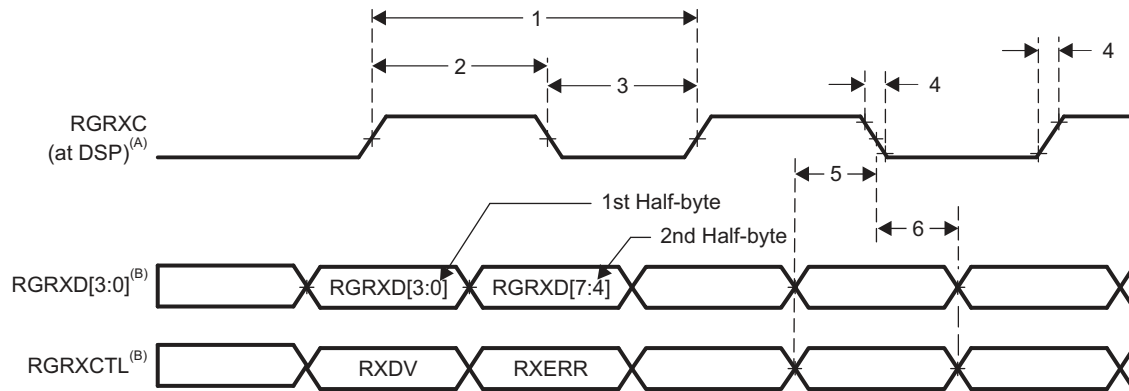 1
2
3
4
4
RGRXC
(at DSP)(A)
5
6
1st Half-byte
2nd Half-byte
RGRXD[3:0](B)
RGRXD[3:0]
RGRXD[7:4]
RGRXCTL(B)
RXDV
RXERR